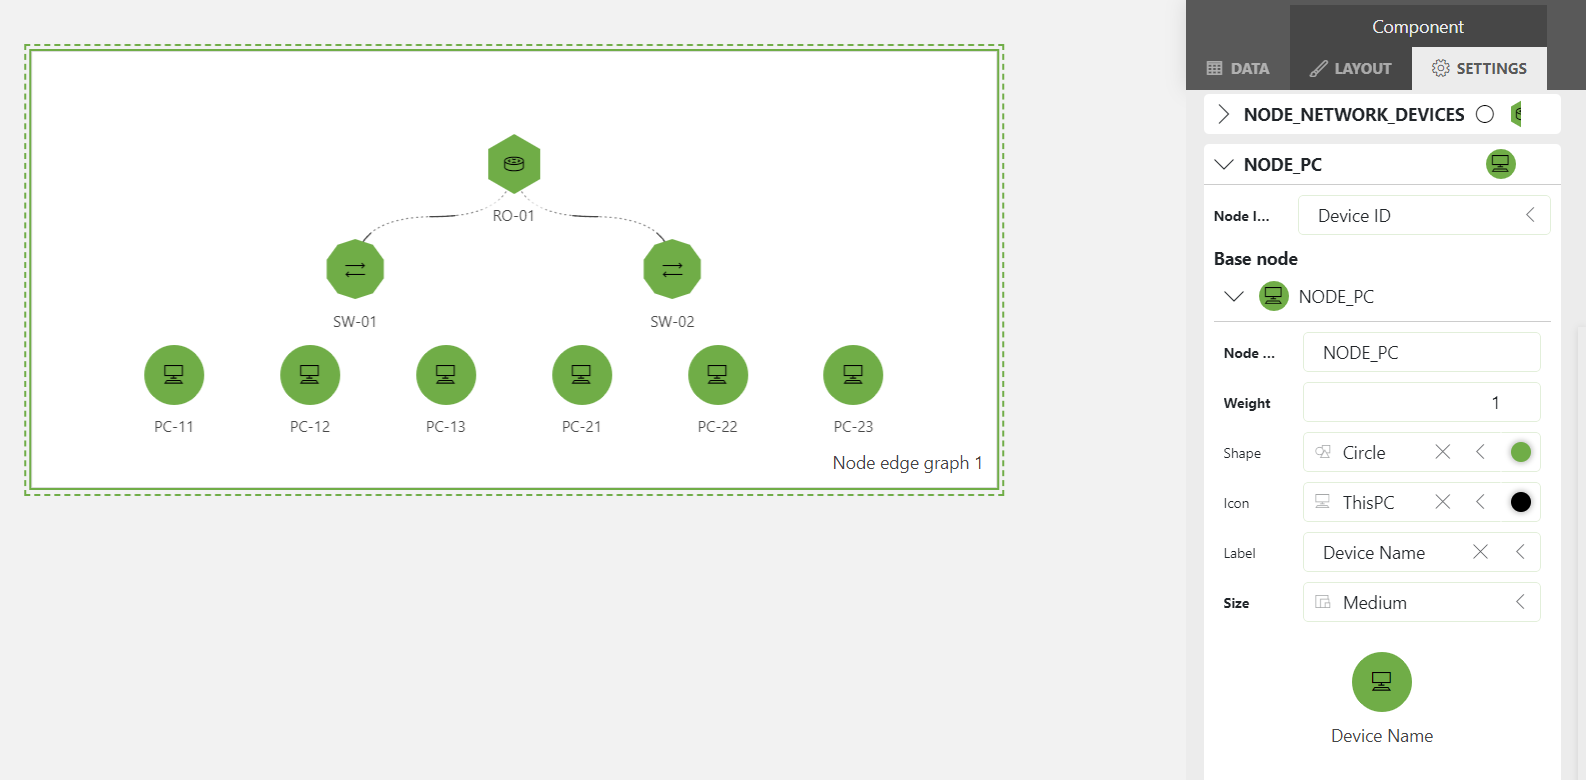 Component
DATA
LAYOUT
SETTINGS
NODE_NETWORK_DEVICES
NODE_PC
Node I...
Device ID
Base node
NODE_PC
Node ...
NODE_PC
Weight
1
Shape
Circle
Icon
ThisPC
Label
Device Name
Size
Medium
Device Name
RO-01
SW-01
SW-02
PC-11
PC-12
PC-13
PC-21
PC-22
PC-23
Node edge graph 1